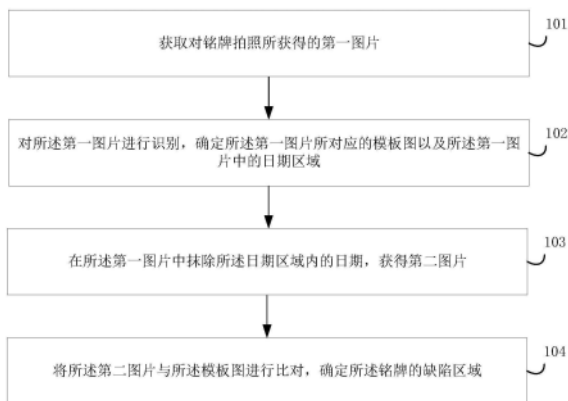 101
获取对铭牌拍照所获得的第一图片
102
对所述第一图片进行识别，确定所述第一图片所对应的模板图以及所述第一图
片中的日期区域
103
在所述第一图片中抹除所述日期区域内的日期，获得第二图片
104
将所述第二图片与所述模板图进行比对，确定所述铭牌的缺陷区域